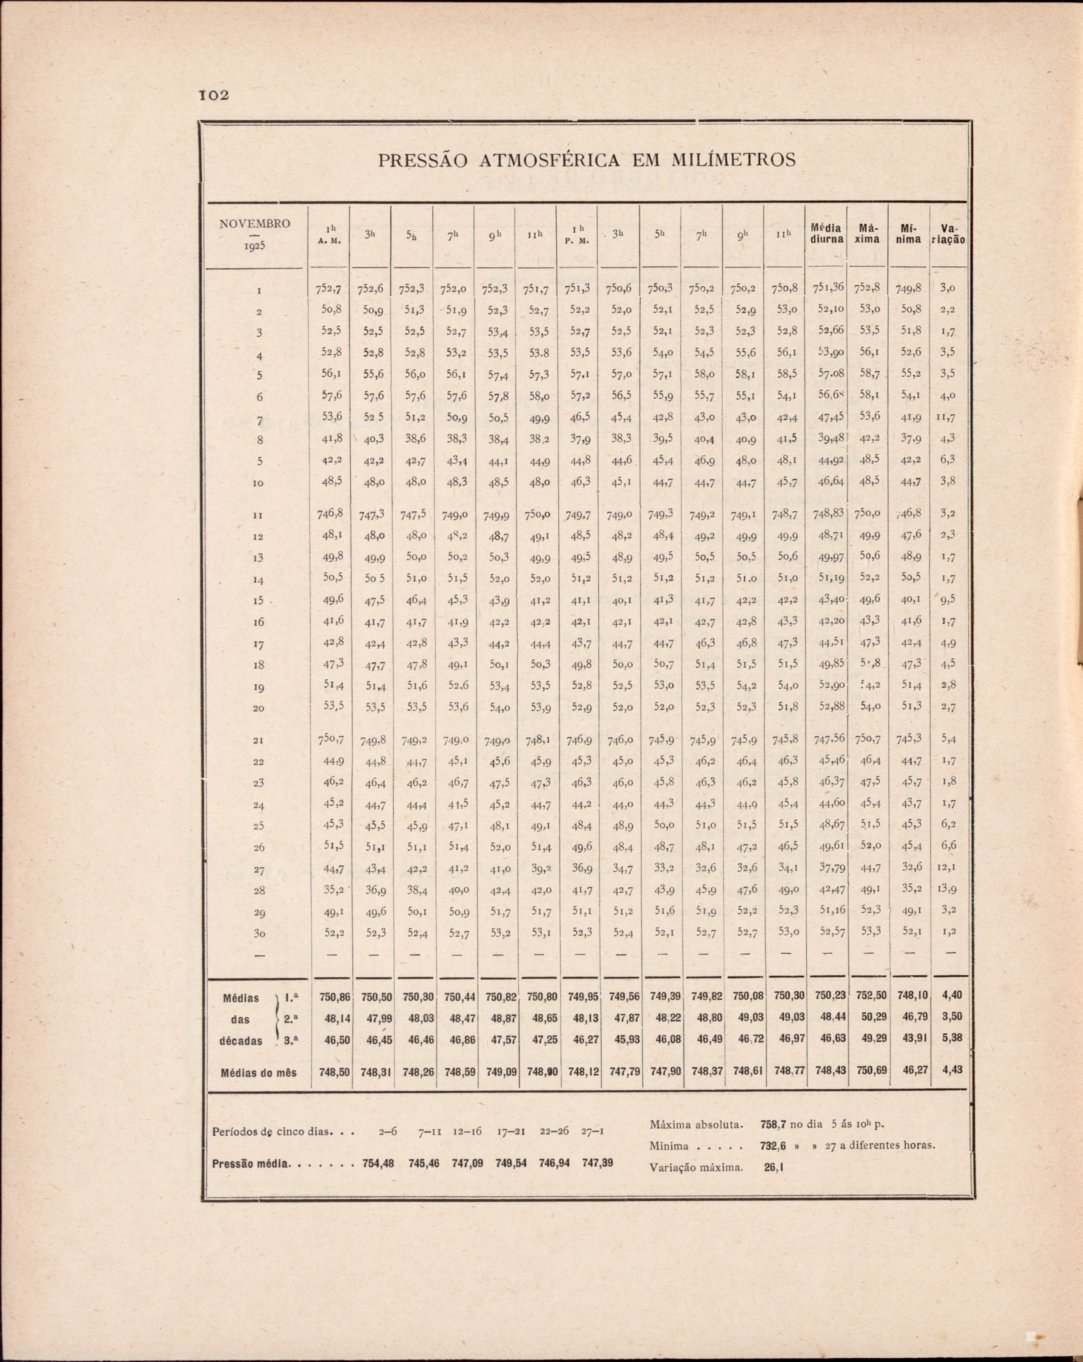 102
PRESSÃO ATMOSFÉRICA EM MILÍMETROS
NOVEMBRO — 1925 1h A. M. 3h 5h 7h 9h 11h 1h P. M. 3h 5h 7h 9h 11h Média diurna Má-xima Mí-nima Va-riação
1 752,7 752,6 752,3 752,0 752,3 751,7 751,3 750,6 750,3 750,2 750,2 750,8 751,36 752,8 749,8 3,0
2 50,8 50,9 51,3 51,9 52,3 52,7 52,2 52,0 52,1 52,5 52,9 53,0 52,10 53,0 50,8 2,2
3 52,5 52,5 52,5 52,7 53,4 53,5 52,7 52,5 52,1 52,3 52,3 52,8 52,66 53,5 51,8 1,7
4 52,8 52,8 52,8 53,2 53,5 53.8 53,5 53,6 54,0 54,5 55,6 56,1 53,90 56,1 52,6 3,5
5 56,1 55,6 56,0 56,1 57,4 57,3 57,1 57,0 57,1 58,0 58,1 58,5 57.08 58,7 55,2 3,5
6 57,6 57,6 57,6 57,6 57,8 58,0 57,2 56,5 55,9 55,7 55,1 54,1 56.68 58,1 54,1 4,0
7 53,6 52 5 51,2 50,9 50,5 49,9 46,5 45,4 42,8 43,0 43,0 42,4 47,45 53,6 41,9 11,7
8 41,8 40,3 38,6 38,3 38,4 38,2 37,9 38,3 39,5 40,4 40,9 41,5 39,48 42,2 37,9 4,3
5 42,2 42,2 42,7 43,4 44,1 44,9 44,8 44,6 45,4 46,9 48,0 48,1 44,92 48,5 42,2 6,3
10 48,5 48,0 48,0 48,3 48,5 48,0 46,3 45,1 44,7 44,7 44,7 45,7 46,64 48,5 44,7 3,8
11 746,8 747,3 747,5 749,0 749,9 750,0 749,7 749,0 749,3 749,2 749,1 748,7 748,83 750,0 746,8 3,2
12 48,1 48,0 48,0 48,2 48,7 49,1 48,5 48,2 48,4 49,2 49,9 49,9 48,71 49,9 47,6 2,3
13 49,8 49,9 50,0 50,2 50,3 49,9 49,5 48,9 49,5 50,5 50,5 50,6 49,97 50,6 48,9 1,7
14 50,5 50 5 51,0 51,5 52,0 52,0 51,2 51,2 51,2 51,2 51.0 51,0 51,19 52,2 50,5 1,7
15 49,6 47,5 46,4 45,3 43,9 41,2 41,1 40,1 41,3 41,7 42,2 42,2 43,40 49,6 40,1 9,5
16 41,6 41,7 41,7 41,9 42,2 42,2 42,1 42,1 42,1 42,7 42,8 43,3 42,20 43,3 41,6 1,7
17 42,8 42,4 42,8 43,3 44,2 44,4 43,7 44,7 44,7 46,3 46,8 47,3 44,51 47,3 42,4 4,9
18 47,3 47,7 47,8 49,1 50,1 50,3 49,8 50,0 50,7 51,4 51,5 51,5 49,85 51,8 47,3 4,5
19 51,4 51,4 51,6 52,6 53,4 53,5 52,8 52,5 53,0 53,5 54,2 54,0 52,90 54,2 51,4 2,8
20 53,5 53,5 53,5 53,6 54,0 53,9 52,9 52,0 52,0 52,3 52,3 51,8 52,88 54,0 51,3 2,7
21 750,7 749,8 749,2 749,0 749,0 748,1 746,9 746,0 745,9 745,9 745,9 745,8 747,56 750,7 745,3 5,4
22 44,9 44,8 44,7 45,1 45,6 45,9 45,3 45,0 45,3 46,2 46,4 46,3 45,46 46,4 44,7 1,7
23 46,2 46,4 46,2 46,7 47,5 47,3 46,3 46,0 45,8 46,3 46,2 45,8 46,37 47,5 45,7 1,8
24 45,2 44,7 44,4 44,5 45,2 44,7 44,2 44,0 44,3 44,3 44,9 45,4 44,60 45,4 43,7 1,7
25 45,3 45,5 45,9 47,1 48,1 49,1 48,4 48,9 50,0 51,0 51,5 51,5 48,67 51,5 45,3 6,2
26 51,5 51,1 51,1 51,4 52,0 51,4 49,6 48,4 48,7 48,1 47,2 46,5 49,61 52,0 45,4 6,6
27 44,7 43,4 42,2 41,2 41,0 39,2 36,9 34,7 33,2 32,6 32,6 34,1 37,79 44,7 32,6 12,1
28 35,2 36,9 38,4 40,0 42,4 42,0 41,7 42,7 43,9 45,9 47,6 49,0 42,47 49,1 35,2 13,9
29 49,1 49,6 50,1 50,9 51,7 51,7 51,1 51,2 51,6 51,9 52,2 52,3 51,16 52,3 49,1 3,2
30 52,2 52,3 52,4 52,7 53,2 53,1 52,3 52,4 52,1 52,7 52,7 53,0 52,57 53,3 52,1 1,2
— — — — — — — — — — — — — — — — —
Médias 1.ª 750,86 750,50 750,30 750,44 750,82 750,80 749,95 749,56 749,39 749,82 750,08 750,30 750,23 752,50 748,10 4,40
das 2.ª 48,14 47,99 48,03 48,47 48,87 48,65 48,13 47,87 48,22 48,80 49,03 49,03 48,44 50,29 46,79 3,50
décadas 3.ª 46,50 46,45 46,46 46,86 47,57 47,25 46,27 45,93 46,08 46,49 46,72 46,97 46,63 49,29 43,91 5,38
Médias do mês 748,50 748,31 748,26 748,59 749,09 748,90 748,12 747,79 747,90 748,37 748,61 748,77 748,43 750,69 46,27 4,43
Períodos de cinco dias. . . 2–6 7–11 12–16 17–21 22–26 27–1
Pressão média. . . . . . . 754,48 745,46 747,09 749,54 746,94 747,39
Máxima absoluta. 758,7 no dia 5 ás 10h p.
Minima . . . . . 732,6 » » 27 a diferentes horas.
Variação máxima. 26,1